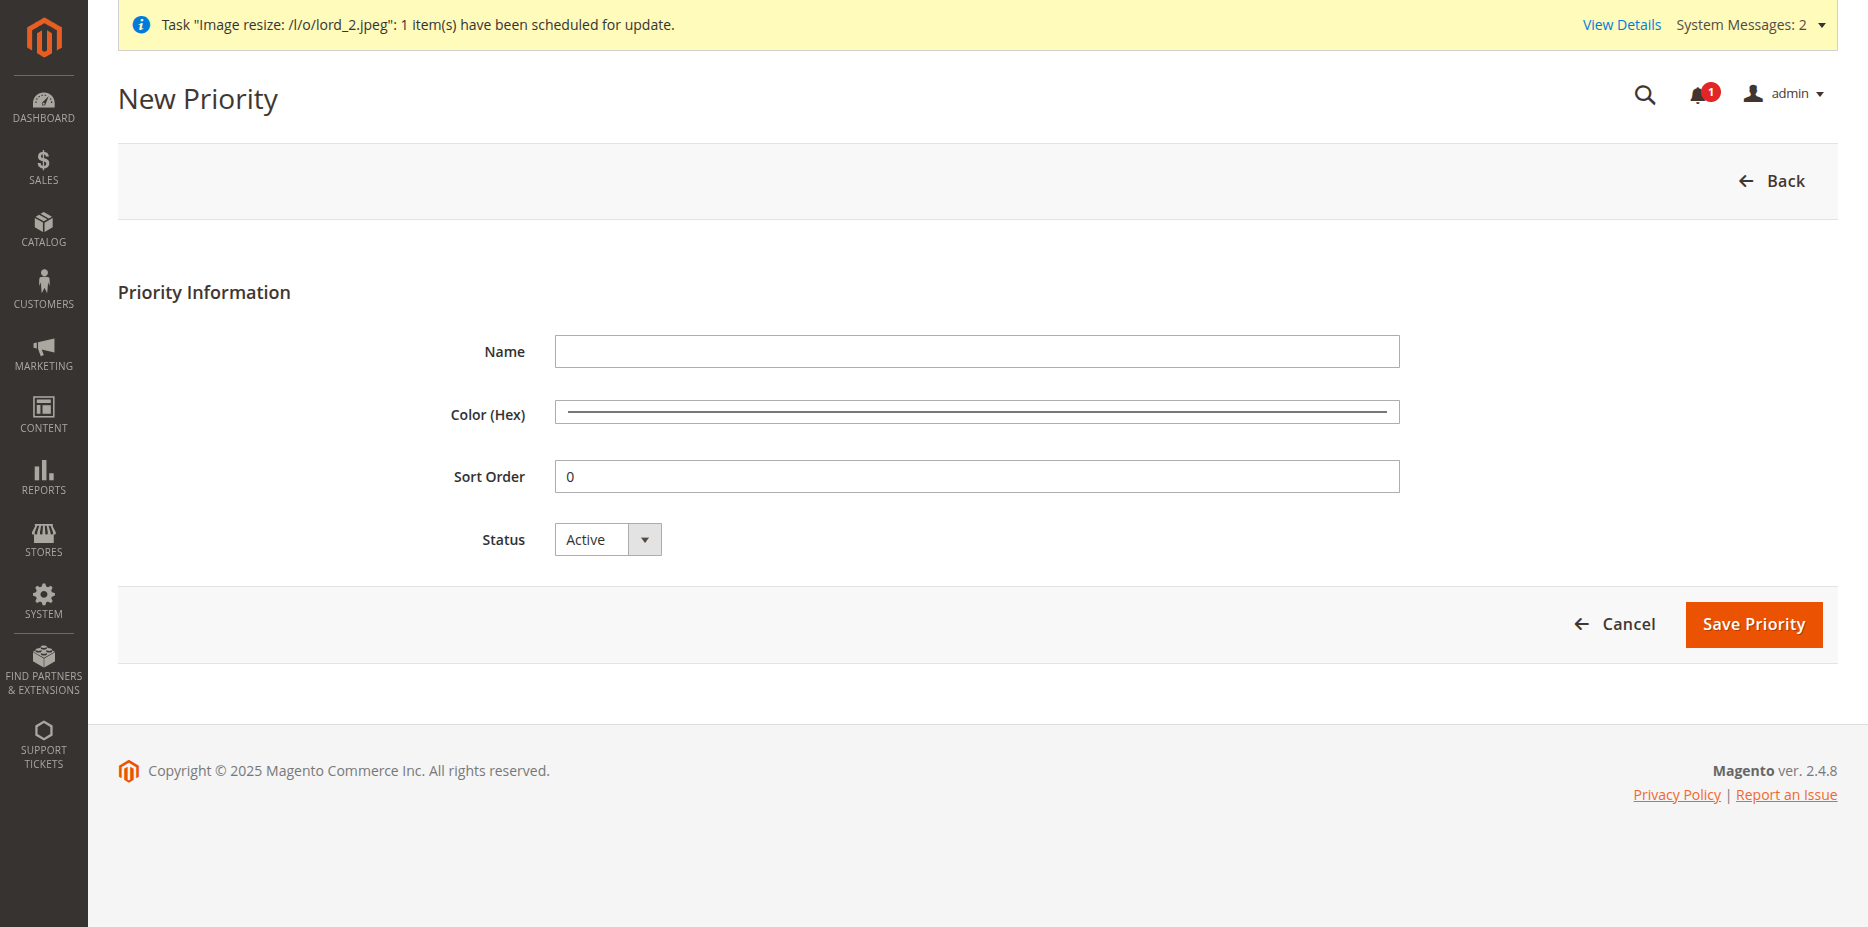 Task "Image resize: /l/o/lord_2.jpeg": 1 item(s) have been scheduled for update.
View Details
System Messages: 2
New Priority
1
admin
DASHBOARD
SALES
CATALOG
CUSTOMERS
MARKETING
CONTENT
REPORTS
STORES
SYSTEM
FIND PARTNERS
& EXTENSIONS
SUPPORT
TICKETS
Back
Priority Information
Name
Color (Hex)
Sort Order
0
Status
Active
Cancel
Save Priority
Copyright © 2025 Magento Commerce Inc. All rights reserved.
Magento ver. 2.4.8
Privacy Policy | Report an Issue